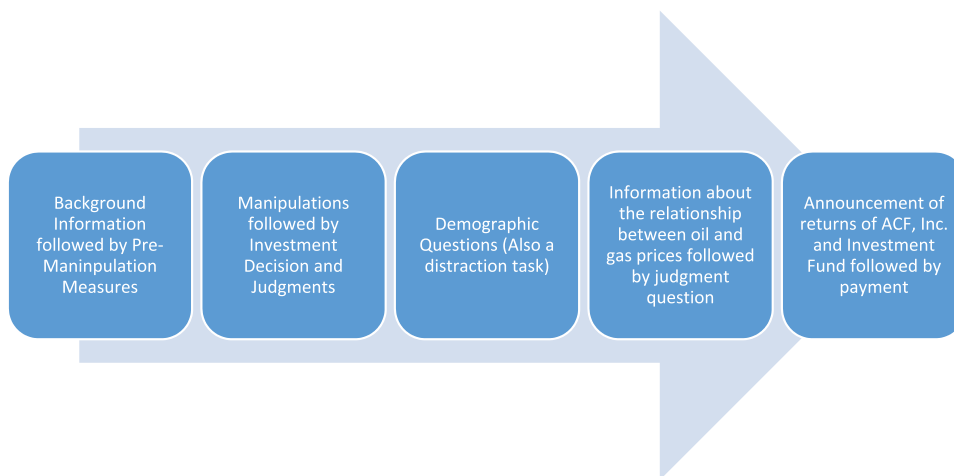 Background
Information
followed by Pre-
Maninpulation
Measures
Manipulations
followed by
Investment
Decision and
Judgments
Demographic
Questions (Also a
distraction task)
Information about
the relationship
between oil and
gas prices followed
by judgment
question
Announcement of
returns of ACF, Inc.
and Investment
Fund followed by
payment